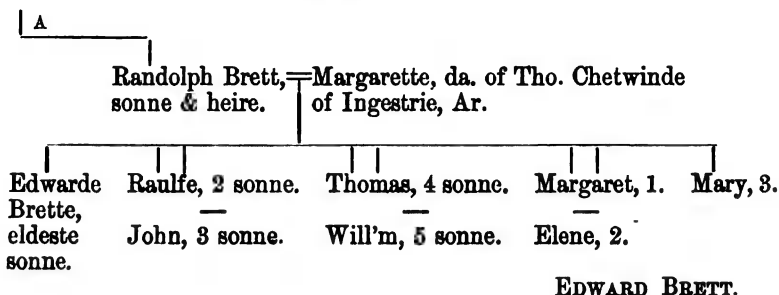 A
Randolph Brett, Margarette, da. of Tho. Chetwinde
sonne & heire. of Ingestrie, Ar.
Edwarde Raulfe, 2 sonne. Thomas, 4 sonne. Margaret, 1. Mary, 3.
Brette,
eldeste John, 3 sonne. Will'm, 5 sonne. Elene, 2.
sonne.
EDWARD BRETT.